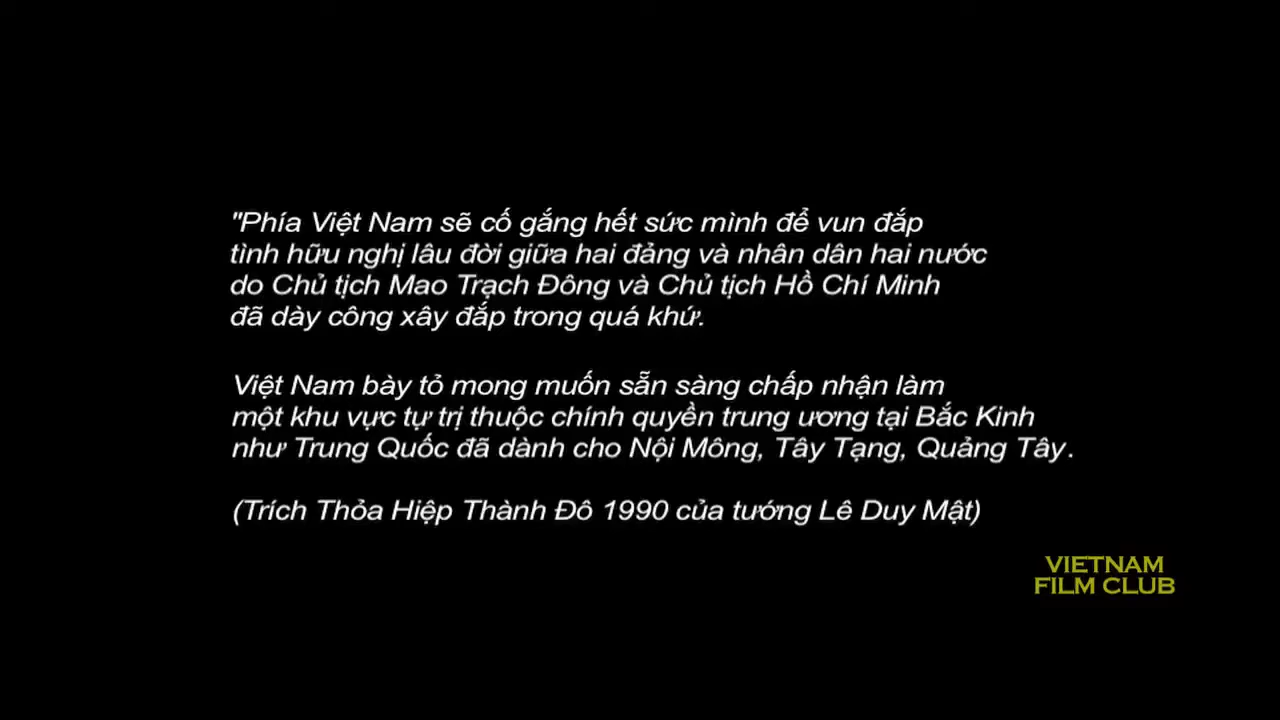 "Phía Việt Nam sẽ cố gắng hết sức mình để vun đắp
tình hữu nghị lâu đời giữa hai đảng và nhân dân hai nước
do Chủ tịch Mao Trạch Đông và Chủ tịch Hồ Chí Minh
đã dày công xây đắp trong quá khứ.
Việt Nam bày tỏ mong muốn sẵn sàng chấp nhận làm
một khu vực tự trị thuộc chính quyền trung ương tại Bắc Kinh
như Trung Quốc đã dành cho Nội Mông, Tây Tạng, Quảng Tây.
(Trích Thỏa Hiệp Thành Đô 1990 của tướng Lê Duy Mật)
VIETNAM
FILM CLUB